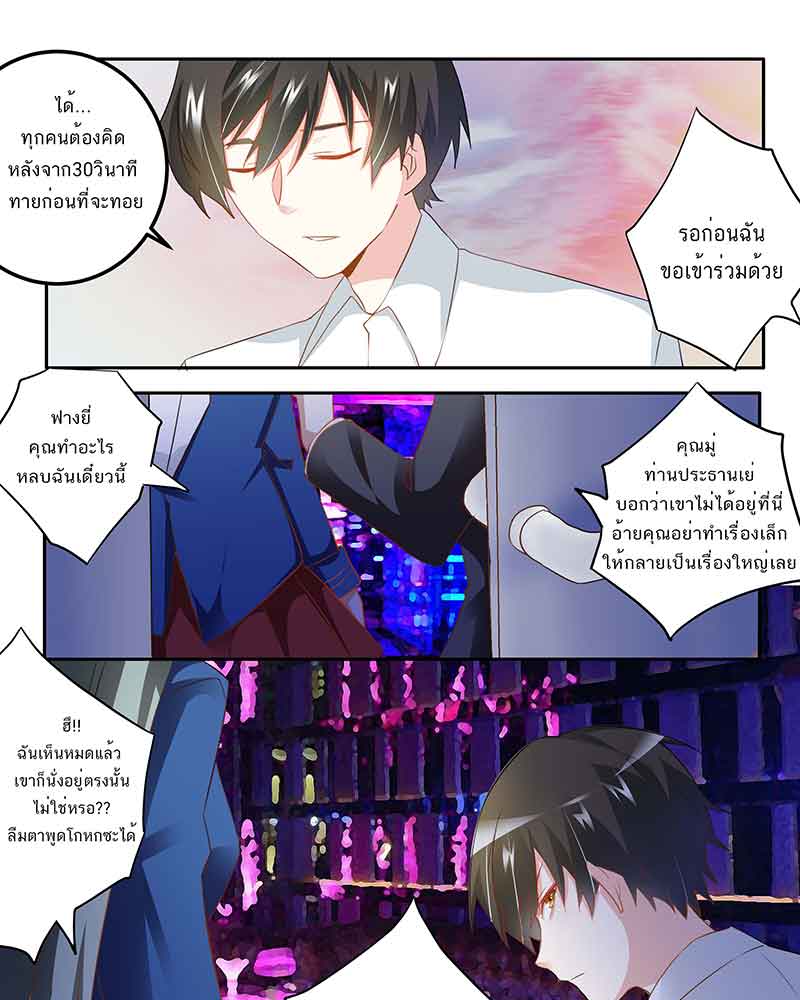 ได้...
ทุกคนต้องคิด
หลังจาก30วินาที
ทายก่อนที่จะทอย
รอก่อนฉัน
ขอเข้าร่วมด้วย
ฟางยี่
คุณทำอะไร
หลบฉันเดี๋ยวนี้
คุณมู่
ท่านประธานเย่
บอกว่าเขาไม่ได้อยู่ที่นี่
อ้ายคุณอย่าทำเรื่องเล็ก
ให้กลายเป็นเรื่องใหญ่เลย
ฮึ!!
ฉันเห็นหมดแล้ว
เขาก็นั่งอยู่ตรงนั้น
ไม่ใช่หรอ??
ลืมตาพูดโกหกซะได้